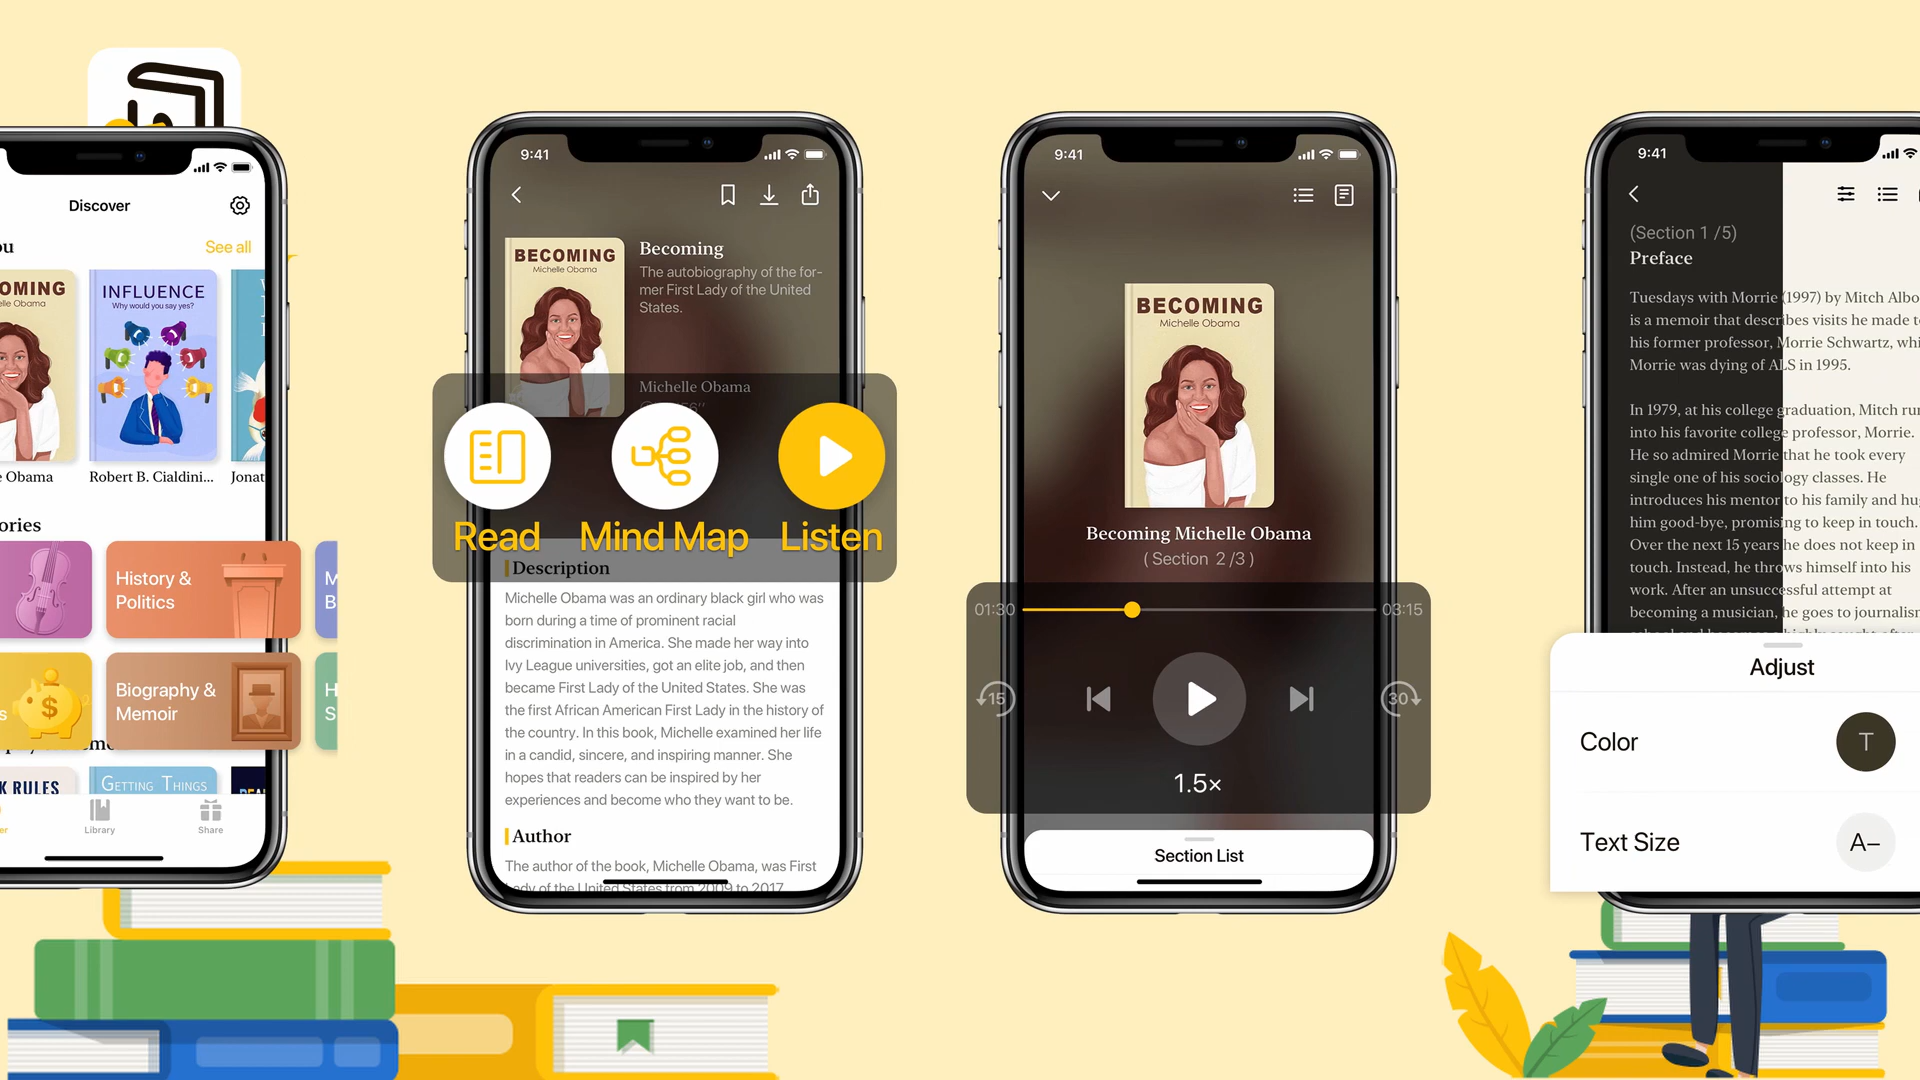 Discover
ou
See all
OMING
elle Obama
INFLUENCE
Why would you say yes?
e Obama
Robert B. Cialdini...
Jonat
ories
History &
Politics
M
B
s
$
Biography &
Memoir
H
S
K RULES
GETTING THINGS
er
Library
Share
9:41
BECOMING
Michelle Obama
Becoming
The autobiography of the for-
mer First Lady of the United
States.
Michelle Obama
Read
Mind Map
Listen
Description
Michelle Obama was an ordinary black girl who was
born during a time of prominent racial
discrimination in America. She made her way into
Ivy League universities, got an elite job, and then
became First Lady of the United States. She was
the first African American First Lady in the history of
the country. In this book, Michelle examined her life
in a candid, sincere, and inspiring manner. She
hopes that readers can be inspired by her
experiences and become who they want to be.
Author
The author of the book, Michelle Obama, was First
Lady of the United States from 2009 to 2017.
9:41
BECOMING
Michelle Obama
Becoming Michelle Obama
( Section 2 /3 )
01:30
03:15
15
30
1.5×
Section List
9:41
(Section 1 /5)
Preface
Tuesdays with Morrie (1997) by Mitch Albo
is a memoir that describes visits he made t
his former professor, Morrie Schwartz, whi
Morrie was dying of ALS in 1995.
In 1979, at his college graduation, Mitch ru
into his favorite college professor, Morrie.
He so admired Morrie that he took every
single one of his sociology classes. He
introduces his mentor to his family and hu
him good-bye, promising to keep in touch.
Over the next 15 years he does not keep in
touch. Instead, he throws himself into his
work. After an unsuccessful attempt at
becoming a musician, he goes to journalism
Adjust
Color
T
Text Size
A–